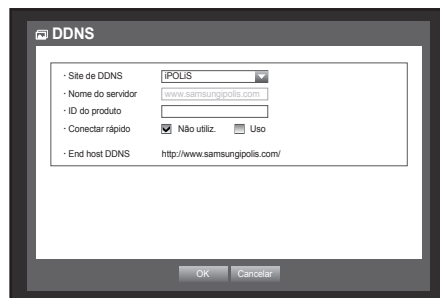 DDNS
· Site de DDNS iPOLiS
· Nome do servidor www.samsungipolis.com
· ID do produto
· Conectar rápido Não utiliz. Uso
· End host DDNS http://www.samsungipolis.com/
OK Cancelar